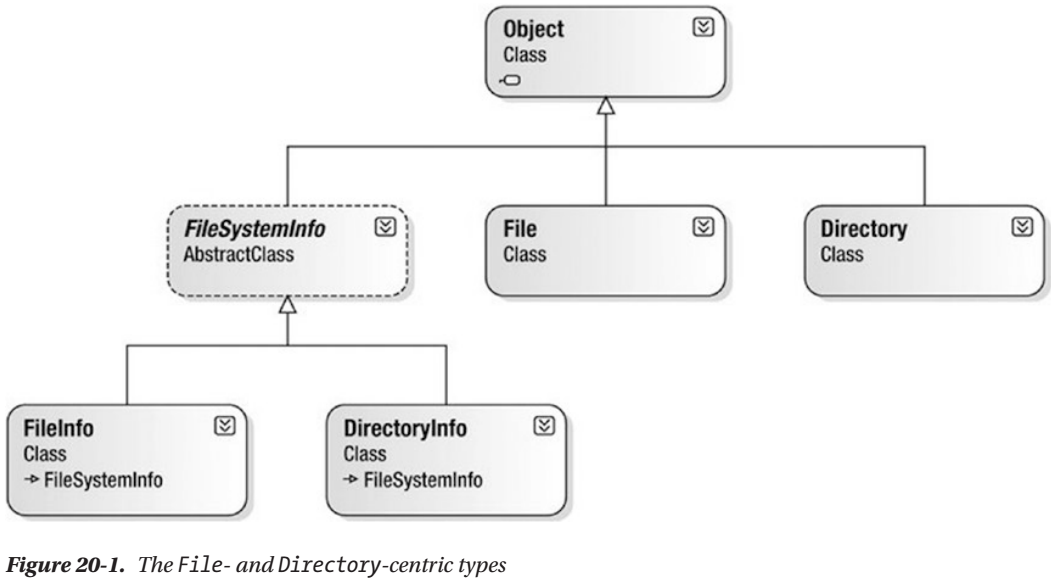 Object
Class
FileSystemInfo
AbstractClass
File
Class
Directory
Class
FileInfo
Class
FileSystemInfo
DirectoryInfo
Class
FileSystemInfo
Figure 20-1. The File- and Directory-centric types